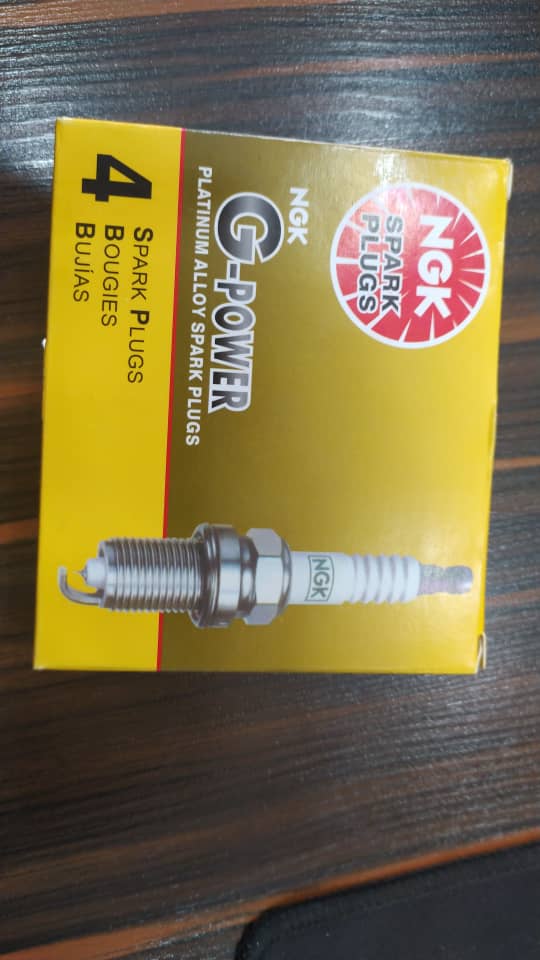 NGK
SPARK
PLUGS
NGK
G-POWER
PLATINUM ALLOY SPARK PLUGS
4
SPARK PLUGS
BOUGIES
BUJÍAS
NGK